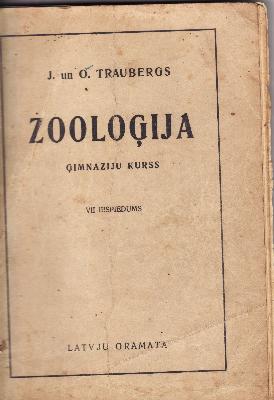 J. un O. TRAUBERGS
ZOOLOĢIJA
ĢIMNAZIJU KURSS
VII IESPIEDUMS
LATVJU GRAMATA